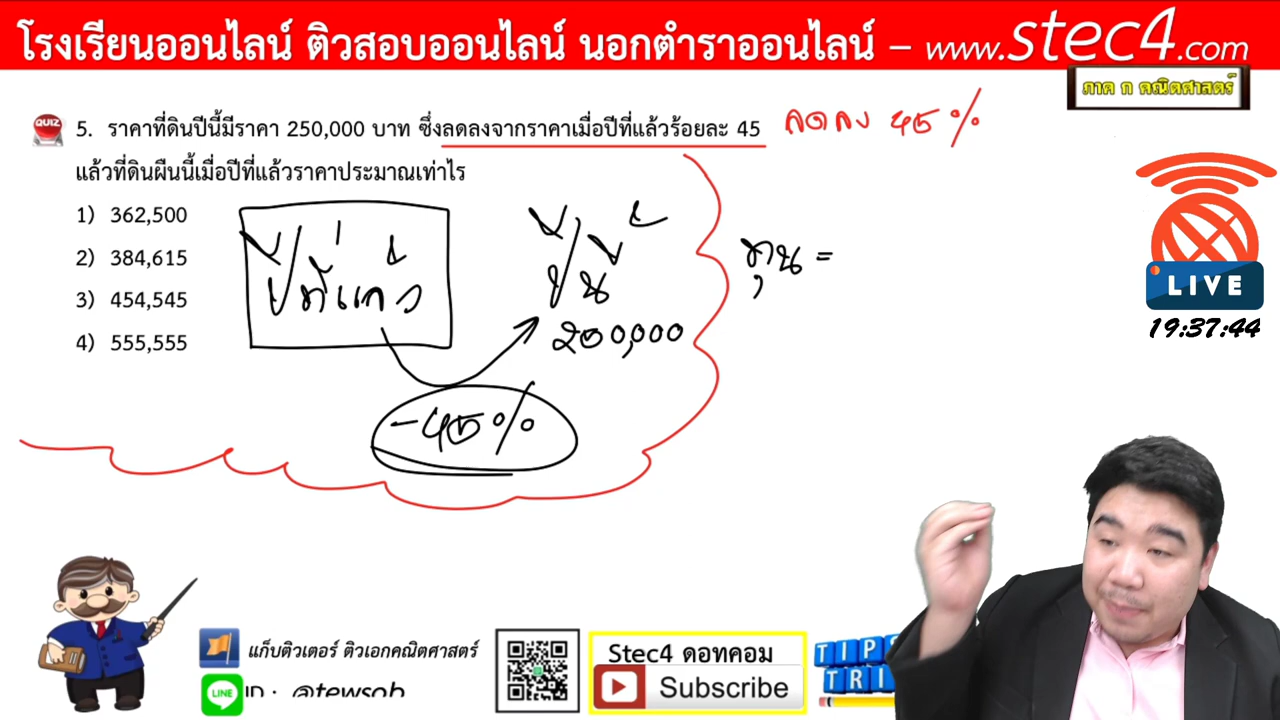 โรงเรียนออนไลน์ ติวสอบออนไลน์ นอกตำราออนไลน์ – www.stec4.com
ภาค ก คณิตศาสตร์
QUIZ
5. ราคาที่ดินปีนี้มีราคา 250,000 บาท ซึ่งลดลงจากราคาเมื่อปีที่แล้วร้อยละ 45
ลดลง 45%
แล้วที่ดินผืนนี้เมื่อปีที่แล้วราคาประมาณเท่าไร
1) 362,500
2) 384,615
3) 454,545
4) 555,555
ปีที่แล้ว
ปีนี้
250,000
-45%
ทุน =
LIVE
19:37:44
แก๊บติวเตอร์ ติวเอกคณิตศาสตร์
LINE
ID : @tewsob
Stec4 ดอทคอม
Subscribe
TIPS
TRI